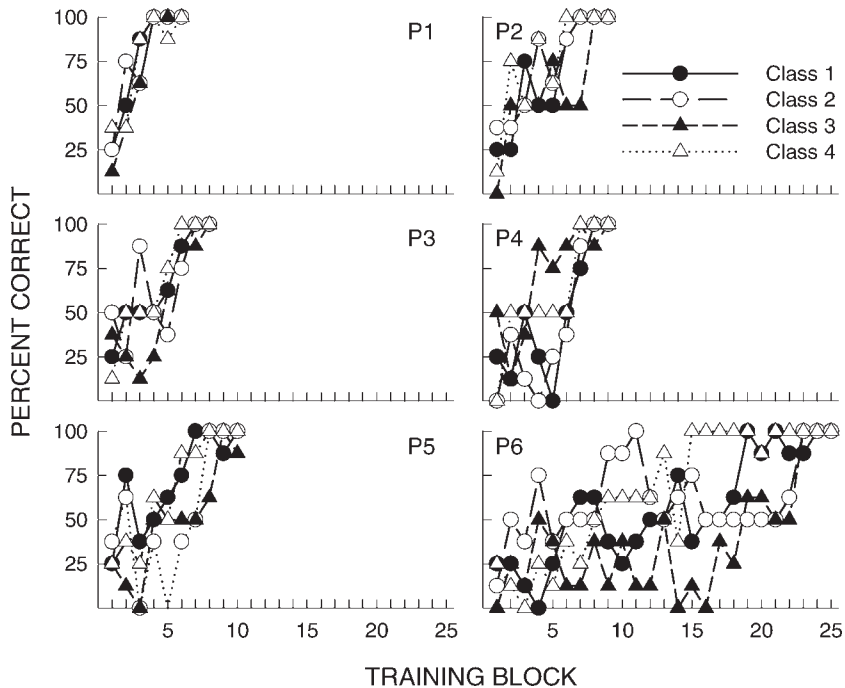 100
75
50
25
P1
P2
Class 1
Class 2
Class 3
Class 4
100
75
50
25
P3
P4
PERCENT CORRECT
100
75
50
25
P5
P6
5 10 15 20 25 5 10 15 20 25
TRAINING BLOCK